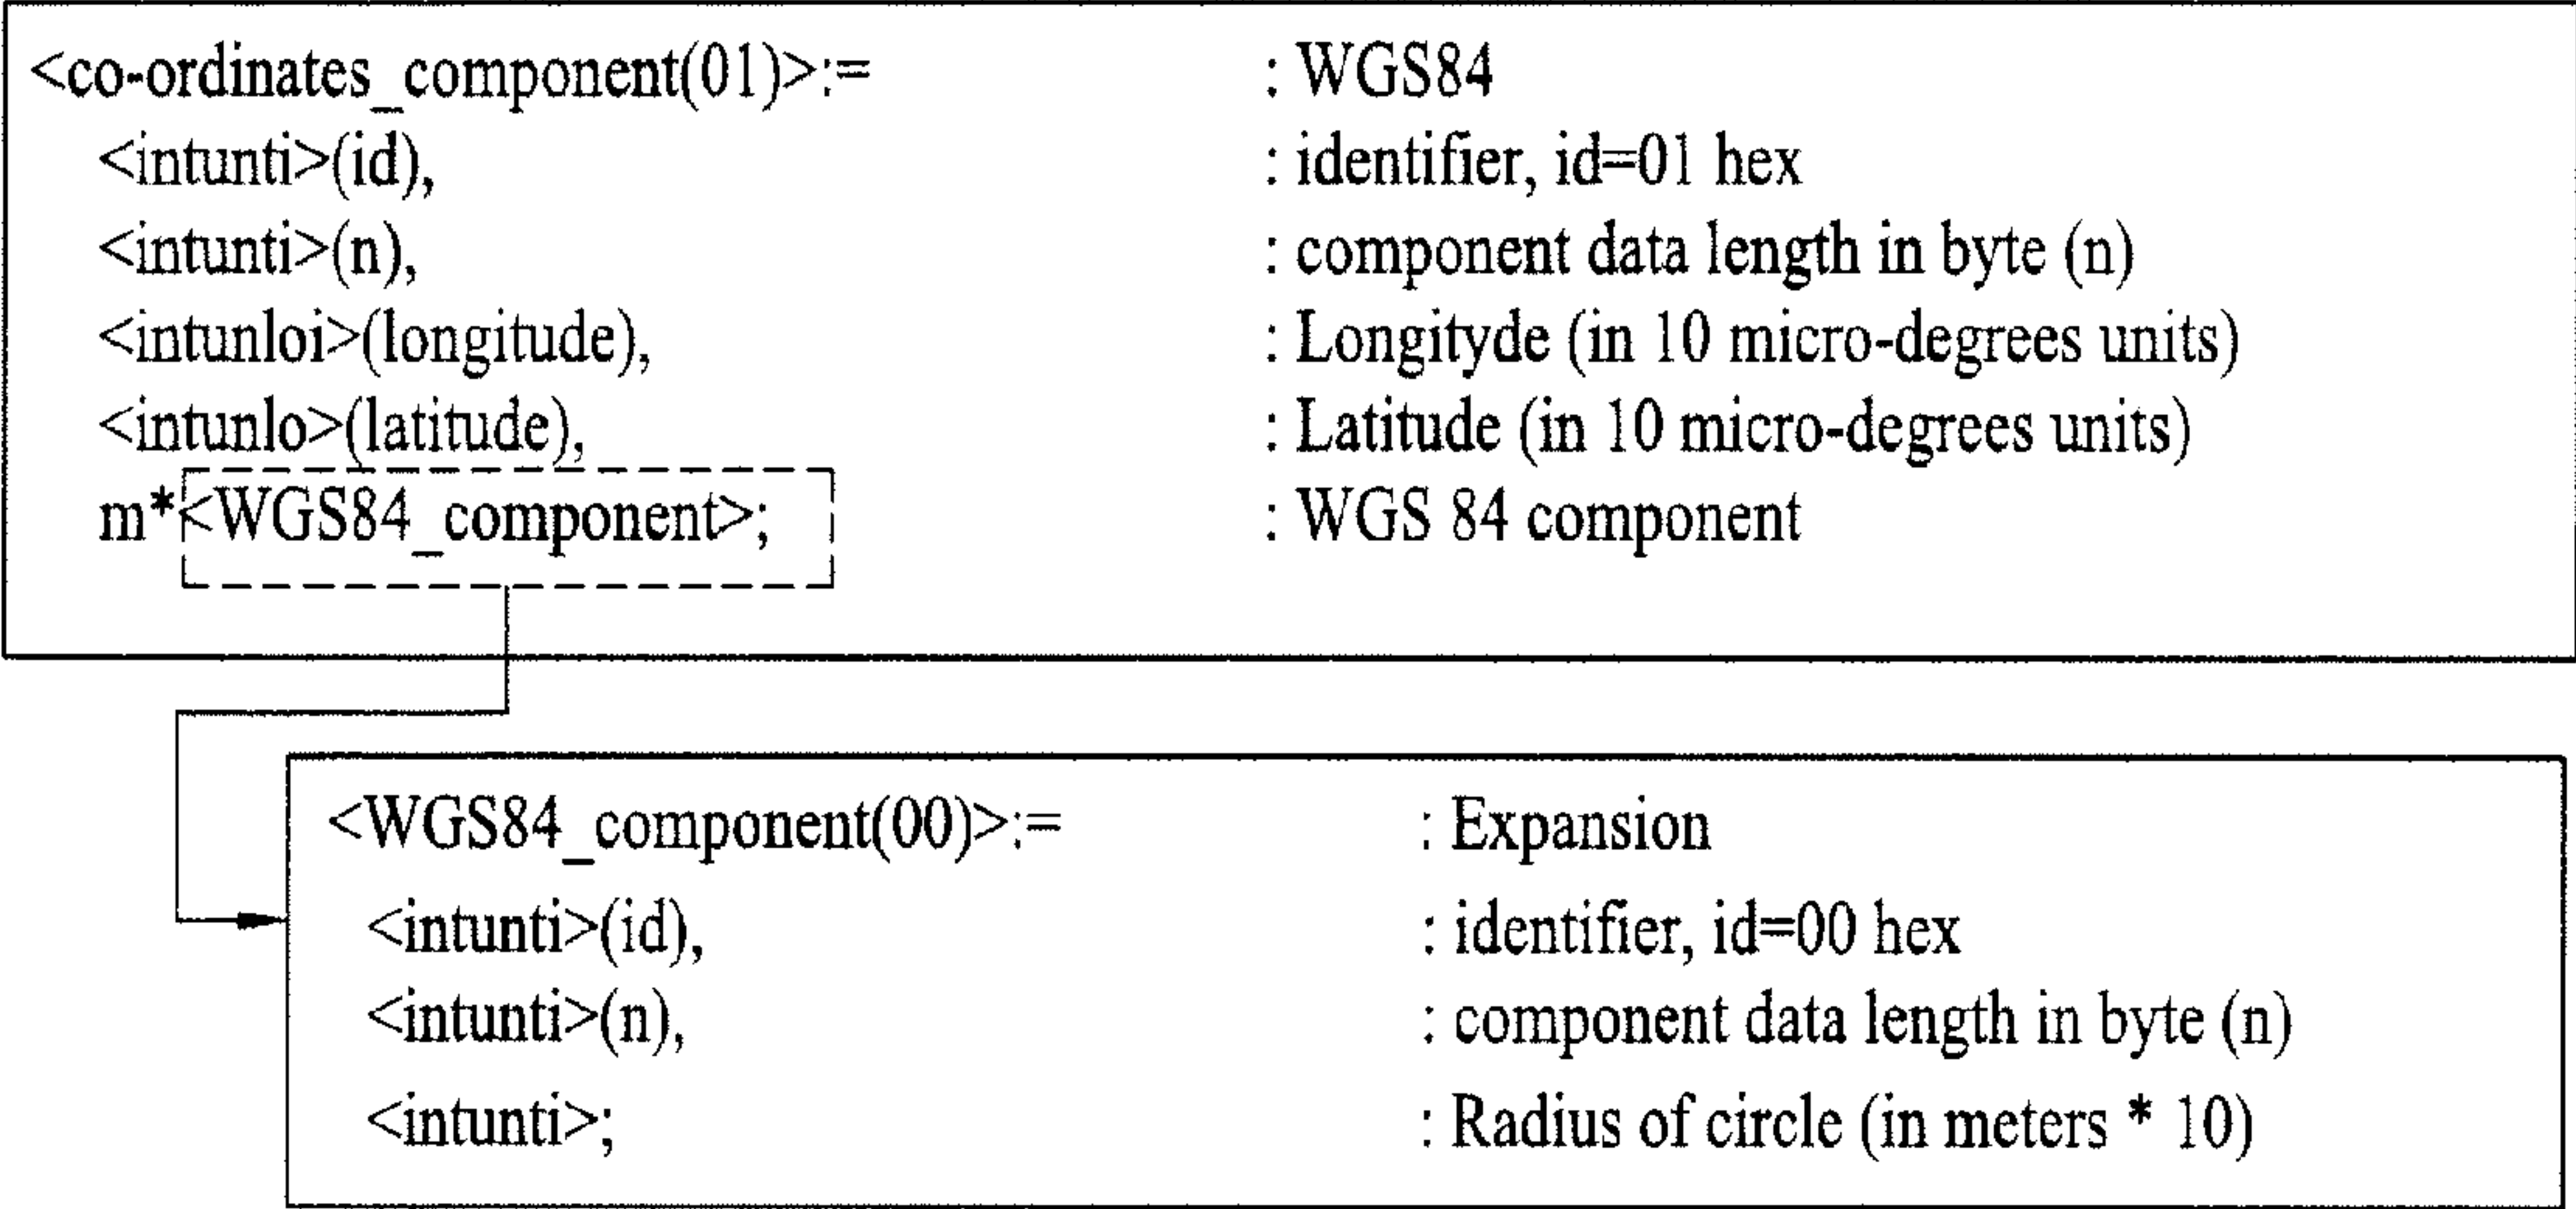 <co-ordinates_component(01)>:= : WGS84
<intunti>(id), : identifier, id=01 hex
<intunti>(n), : component data length in byte (n)
<intunloi>(longitude), : Longityde (in 10 micro-degrees units)
<intunlo>(latitude), : Latitude (in 10 micro-degrees units)
m*<WGS84_component>; : WGS 84 component
<WGS84_component(00)>:= : Expansion
<intunti>(id), : identifier, id=00 hex
<intunti>(n), : component data length in byte (n)
<intunti>; : Radius of circle (in meters * 10)